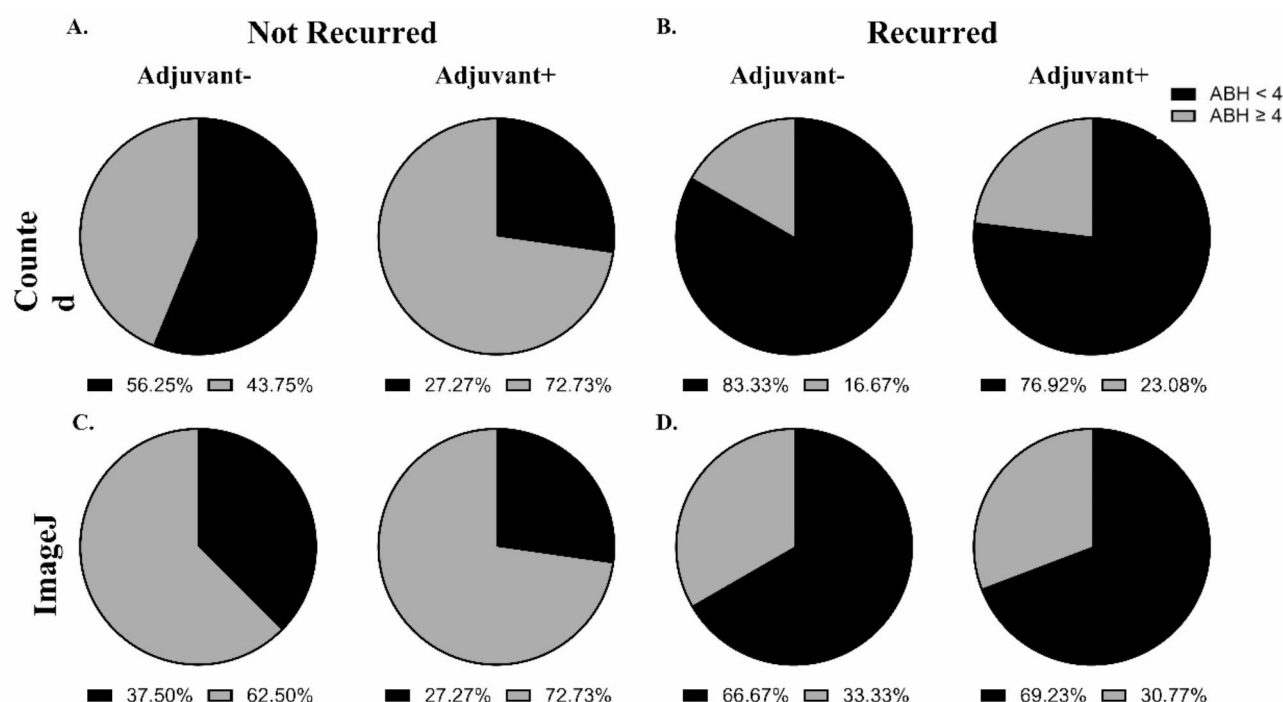 A.
Not Recurred
B.
Recurred
Adjuvant-
Adjuvant+
Adjuvant-
Adjuvant+
ABH < 4
ABH ≥ 4
Counte
d
56.25% 43.75%
27.27% 72.73%
83.33% 16.67%
76.92% 23.08%
C.
D.
ImageJ
37.50% 62.50%
27.27% 72.73%
66.67% 33.33%
69.23% 30.77%